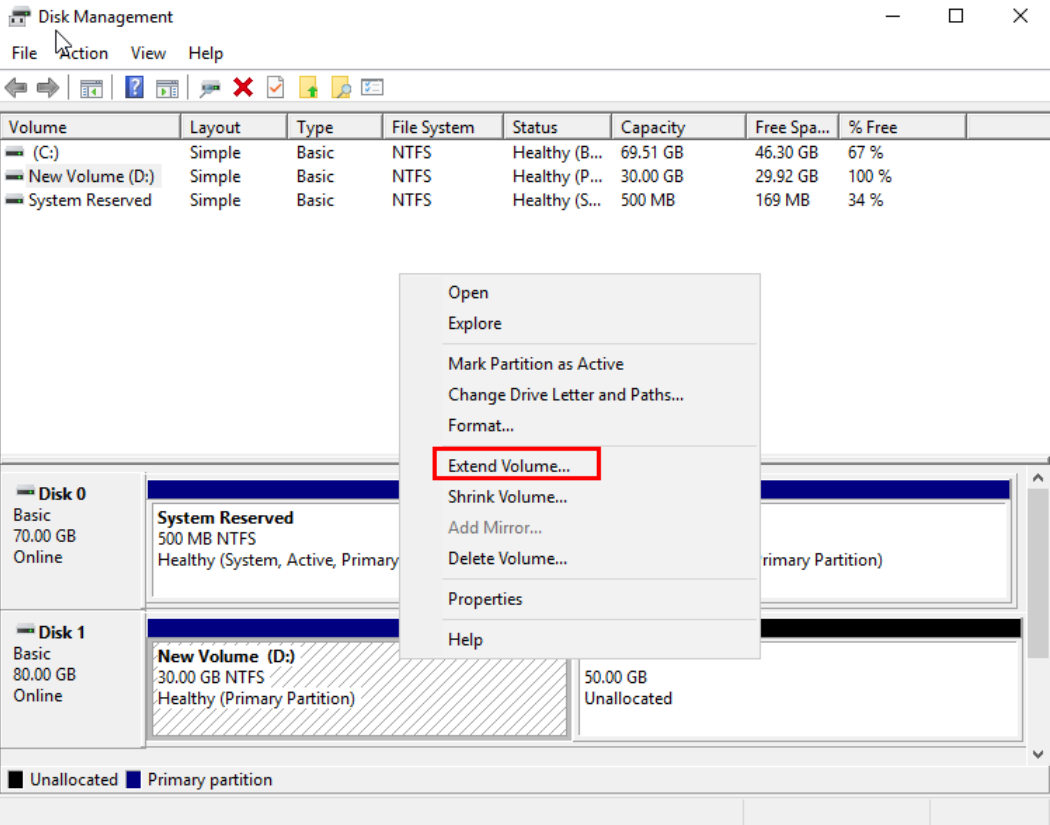 Disk Management
File Action View Help
Volume Layout Type File System Status Capacity Free Spa... % Free
(C:) Simple Basic NTFS Healthy (B... 69.51 GB 46.30 GB 67 %
New Volume (D:) Simple Basic NTFS Healthy (P... 30.00 GB 29.92 GB 100 %
System Reserved Simple Basic NTFS Healthy (S... 500 MB 169 MB 34 %
Open
Explore
Mark Partition as Active
Change Drive Letter and Paths...
Format...
Extend Volume...
Shrink Volume...
Add Mirror...
Delete Volume...
Properties
Help
Disk 0
Basic
70.00 GB
Online
System Reserved
500 MB NTFS
Healthy (System, Active, Primary
rimary Partition)
Disk 1
Basic
80.00 GB
Online
New Volume (D:)
30.00 GB NTFS
Healthy (Primary Partition)
50.00 GB
Unallocated
Unallocated Primary partition